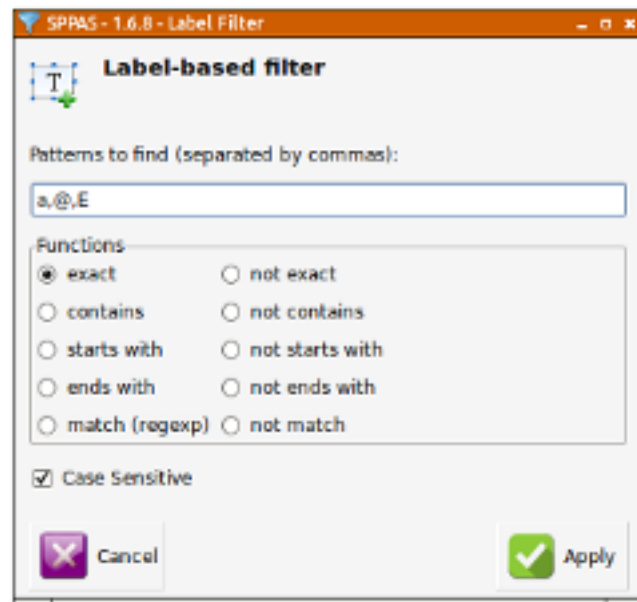 SPPAS - 1.6.8 - Label Filter
T
Label-based filter
Patterns to find (separated by commas):
a,@,E
Functions
exact not exact
contains not contains
starts with not starts with
ends with not ends with
match (regexp) not match
Case Sensitive
Cancel Apply